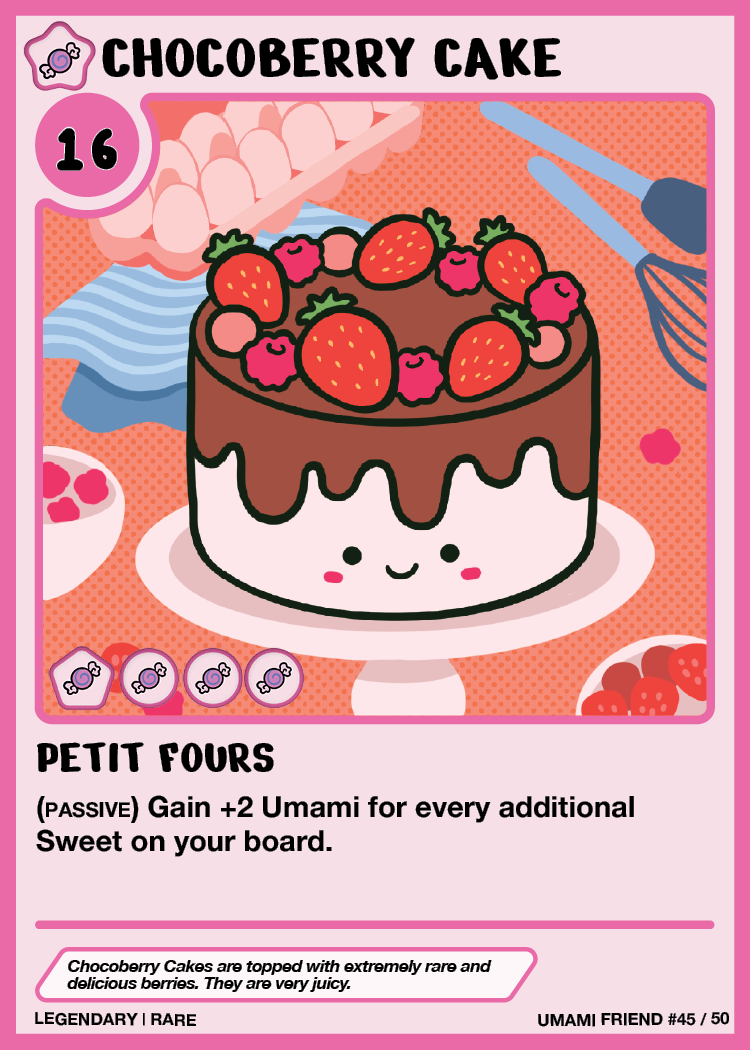 CHOCOBERRY CAKE
16
PETIT FOURS
(PASSIVE) Gain +2 Umami for every additional
Sweet on your board.
Chocoberry Cakes are topped with extremely rare and
delicious berries. They are very juicy.
LEGENDARY | RARE
UMAMI FRIEND #45 / 50